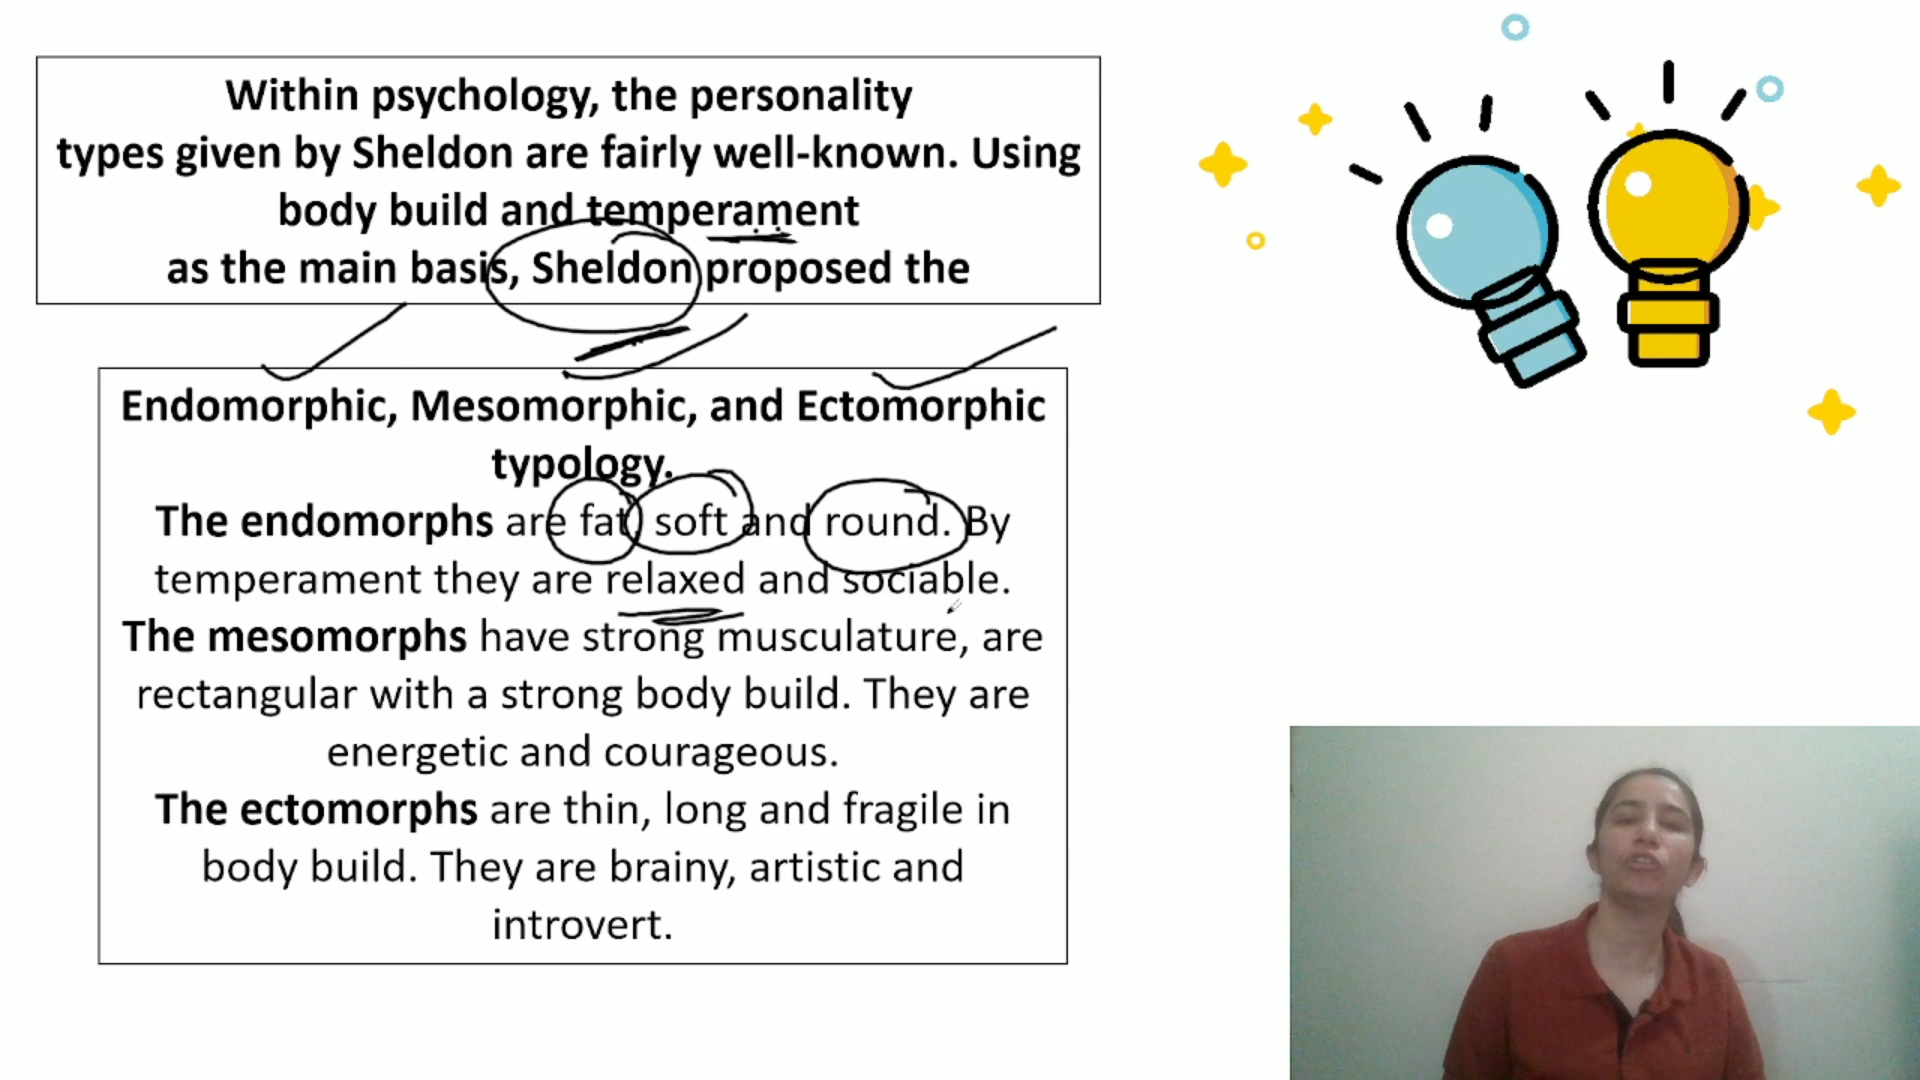 Within psychology, the personality
types given by Sheldon are fairly well-known. Using
body build and temperament
as the main basis, Sheldon proposed the
Endomorphic, Mesomorphic, and Ectomorphic
typology.
The endomorphs are fat, soft and round. By
temperament they are relaxed and sociable.
The mesomorphs have strong musculature, are
rectangular with a strong body build. They are
energetic and courageous.
The ectomorphs are thin, long and fragile in
body build. They are brainy, artistic and
introvert.